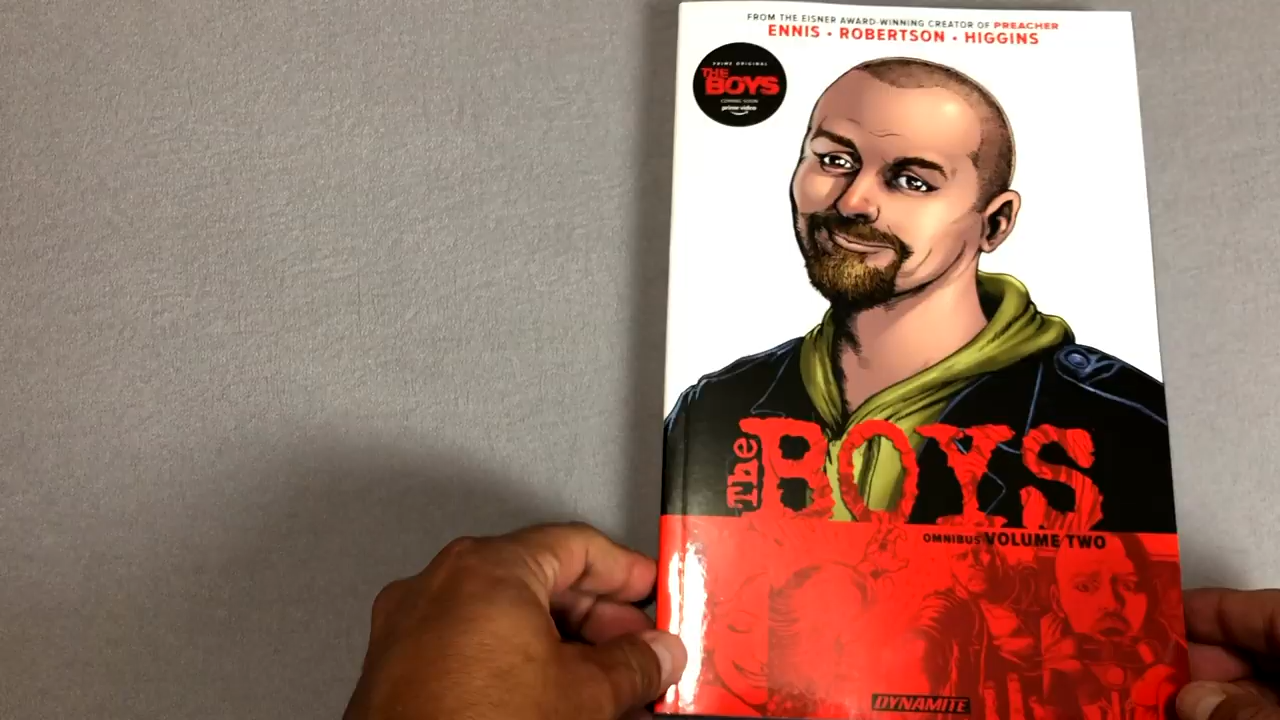 FROM THE EISNER AWARD-WINNING CREATOR OF PREACHER
ENNIS • ROBERTSON • HIGGINS
PRIME ORIGINAL
THE
BOYS
COMING SOON
prime video
The BOYS
OMNIBUS VOLUME TWO
DYNAMITE